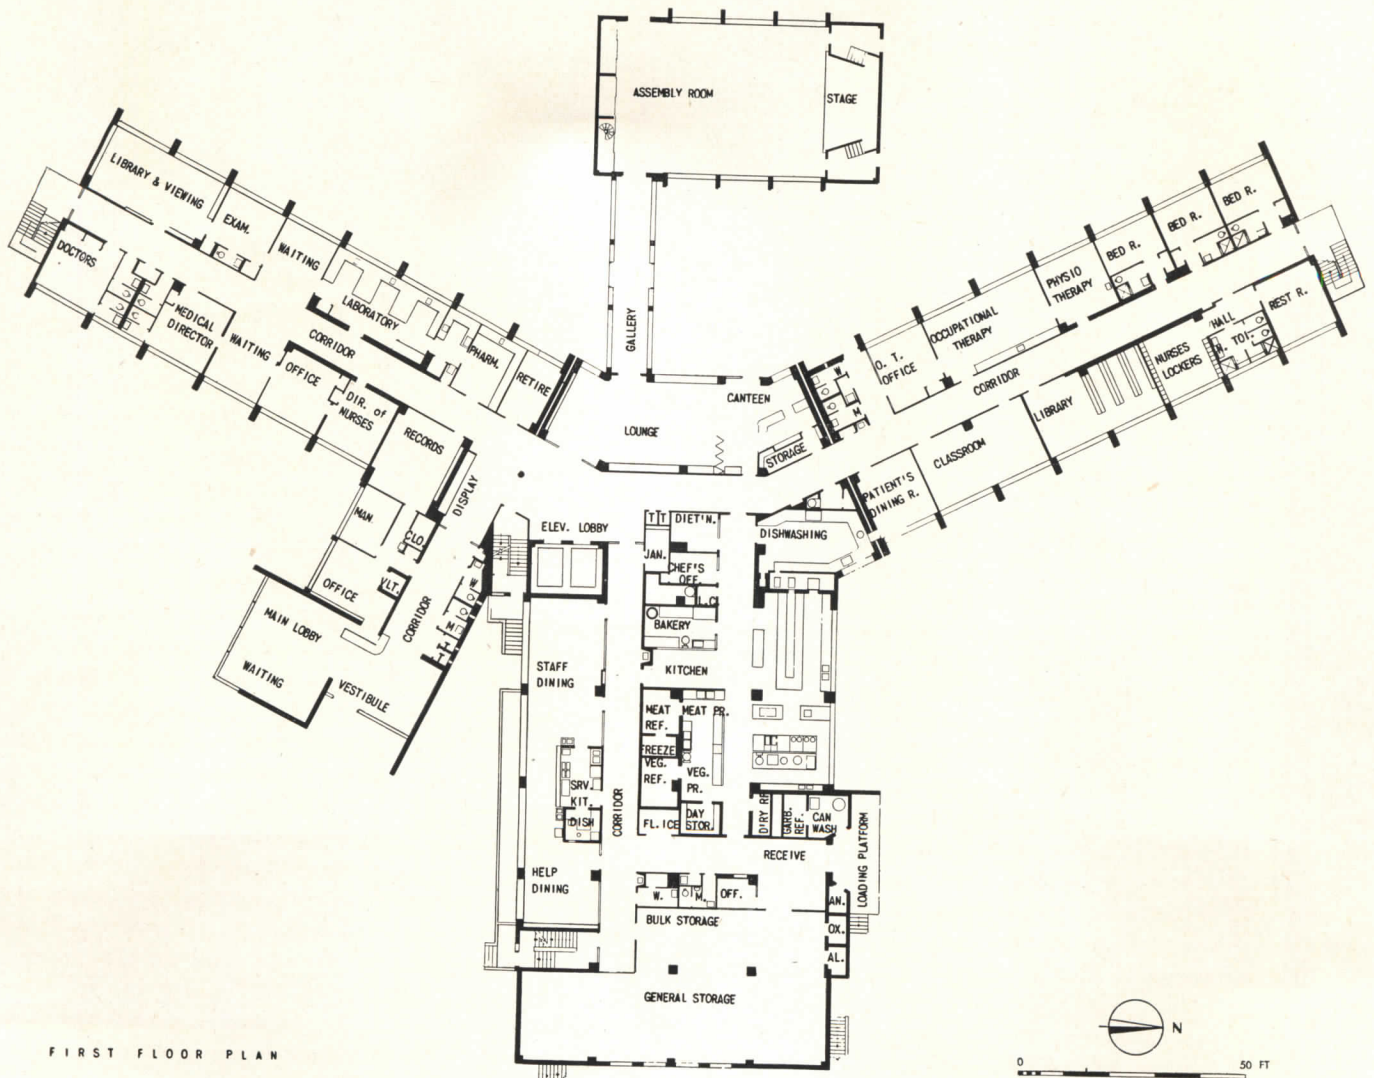 ASSEMBLY ROOM
STAGE
LIBRARY & VIEWING
EXAM.
WAITING
DOCTORS
MEDICAL
DIRECTOR
WAITING
LABORATORY
CORRIDOR
PHARM.
RETIRE
OFFICE
DIR. of
NURSES
RECORDS
DISPLAY
GALLERY
LOUNGE
CANTEEN
STORAGE
W
M
O. T.
OFFICE
OCCUPATIONAL
THERAPY
PHYSIO
THERAPY
BED R.
BED R.
BED R.
CORRIDOR
HALL
W. TOI.
REST R.
NURSES
LOCKERS
LIBRARY
CLASSROOM
PATIENT'S
DINING R.
DISHWASHING
MAN.
CLO.
OFFICE
VLT.
CORRIDOR
W
M
T
T
MAIN LOBBY
WAITING
VESTIBULE
ELEV. LOBBY
T T
DIET'N.
JAN.
CHEF'S
OFF.
L.C.
BAKERY
KITCHEN
STAFF
DINING
MEAT
REF.
MEAT PR.
FREEZE
VEG.
REF.
VEG.
PR.
SRV.
KIT.
DISH
CORRIDOR
FL.ICE
DAY
STOR.
D'RY RF
GARB.
REF.
CAN
WASH
LOADING PLATFORM
RECEIVE
HELP
DINING
W.
M.
OFF.
AN.
OX.
AL.
BULK STORAGE
GENERAL STORAGE
FIRST FLOOR PLAN
N
0
50 FT